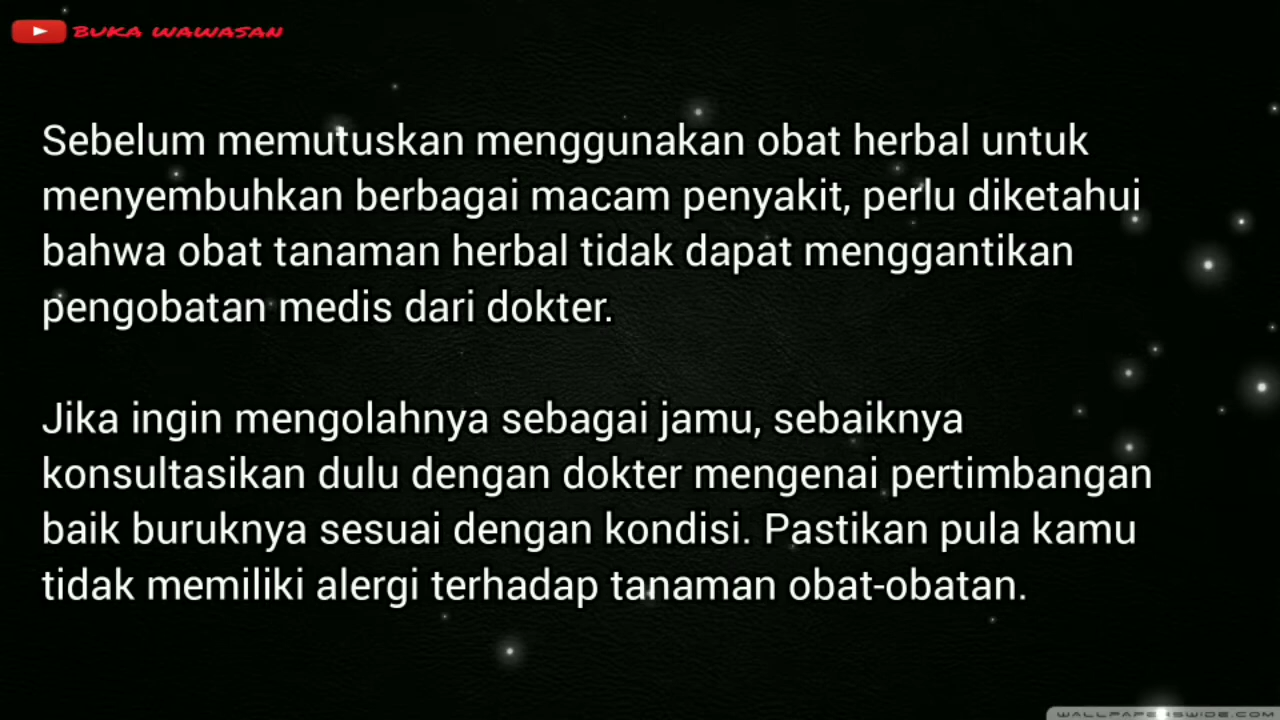 BUKA WAWASAN
Sebelum memutuskan menggunakan obat herbal untuk
menyembuhkan berbagai macam penyakit, perlu diketahui
bahwa obat tanaman herbal tidak dapat menggantikan
pengobatan medis dari dokter.
Jika ingin mengolahnya sebagai jamu, sebaiknya
konsultasikan dulu dengan dokter mengenai pertimbangan
baik buruknya sesuai dengan kondisi. Pastikan pula kamu
tidak memiliki alergi terhadap tanaman obat-obatan.
WALLPAPERSWIDE.COM